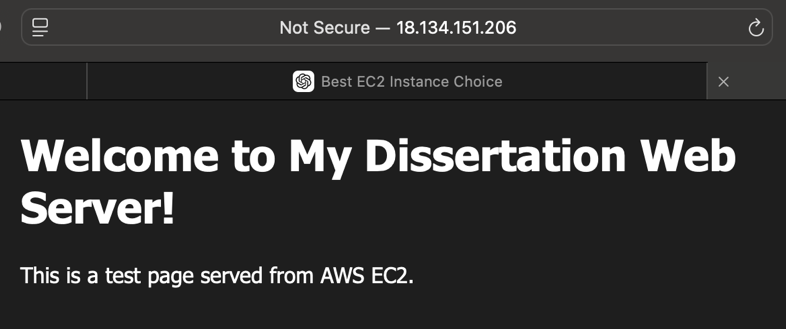 Not Secure — 18.134.151.206
Best EC2 Instance Choice
Welcome to My Dissertation Web
Server!
This is a test page served from AWS EC2.